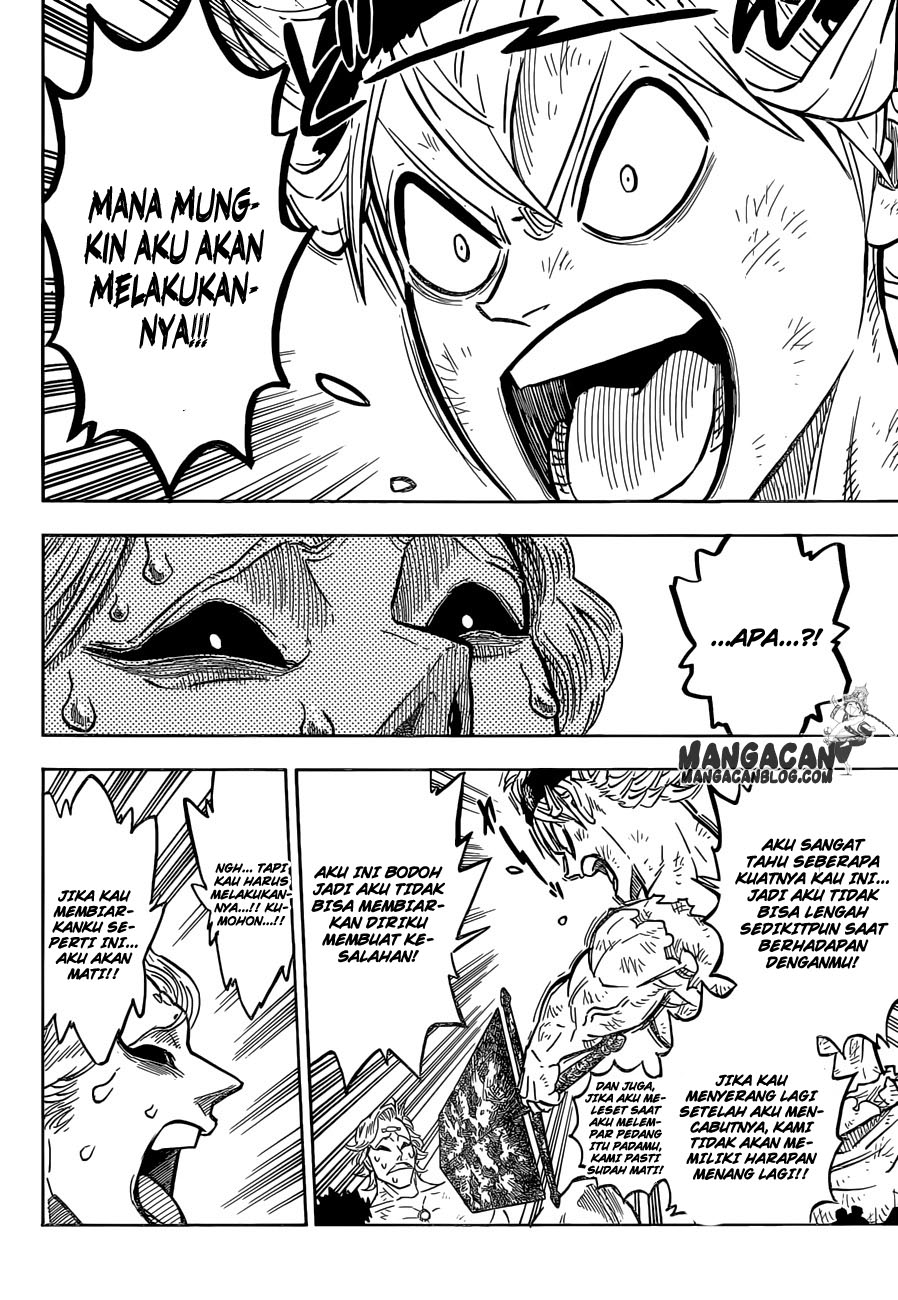 MANA MUNG-
KIN AKU AKAN
MELAKUKAN-
NYA!!!
...APA...?!
MANGACAN
MANGACANBLOG.COM
AKU SANGAT
TAHU SEBERAPA
KUATNYA KAU INI...
JADI AKU TIDAK
BISA LENGAH
SEDIKITPUN SAAT
BERHADAPAN
DENGANMU!
JIKA KAU
MENYERANG LAGI
SETELAH AKU MEN-
CABUTNYA, KAMI
TIDAK AKAN ME-
MILIKI HARAPAN
MENANG LAGI!!
DAN JUGA,
JIKA AKU ME-
LESET SAAT
AKU MELEM-
PAR PEDANG
ITU PADAMU,
KAMI PASTI
SUDAH MATI!
AKU INI BODOH
JADI AKU TIDAK
BISA MEMBIAR-
KAN DIRIKU
MEMBUAT KE-
SALAHAN!
NGH... TAPI
KAU HARUS
MELAKUKAN-
NYA...!! KU-
MOHON...!!
JIKA KAU
MEMBIAR-
KANKU SE-
PERTI INI...
AKU AKAN
MATI!!